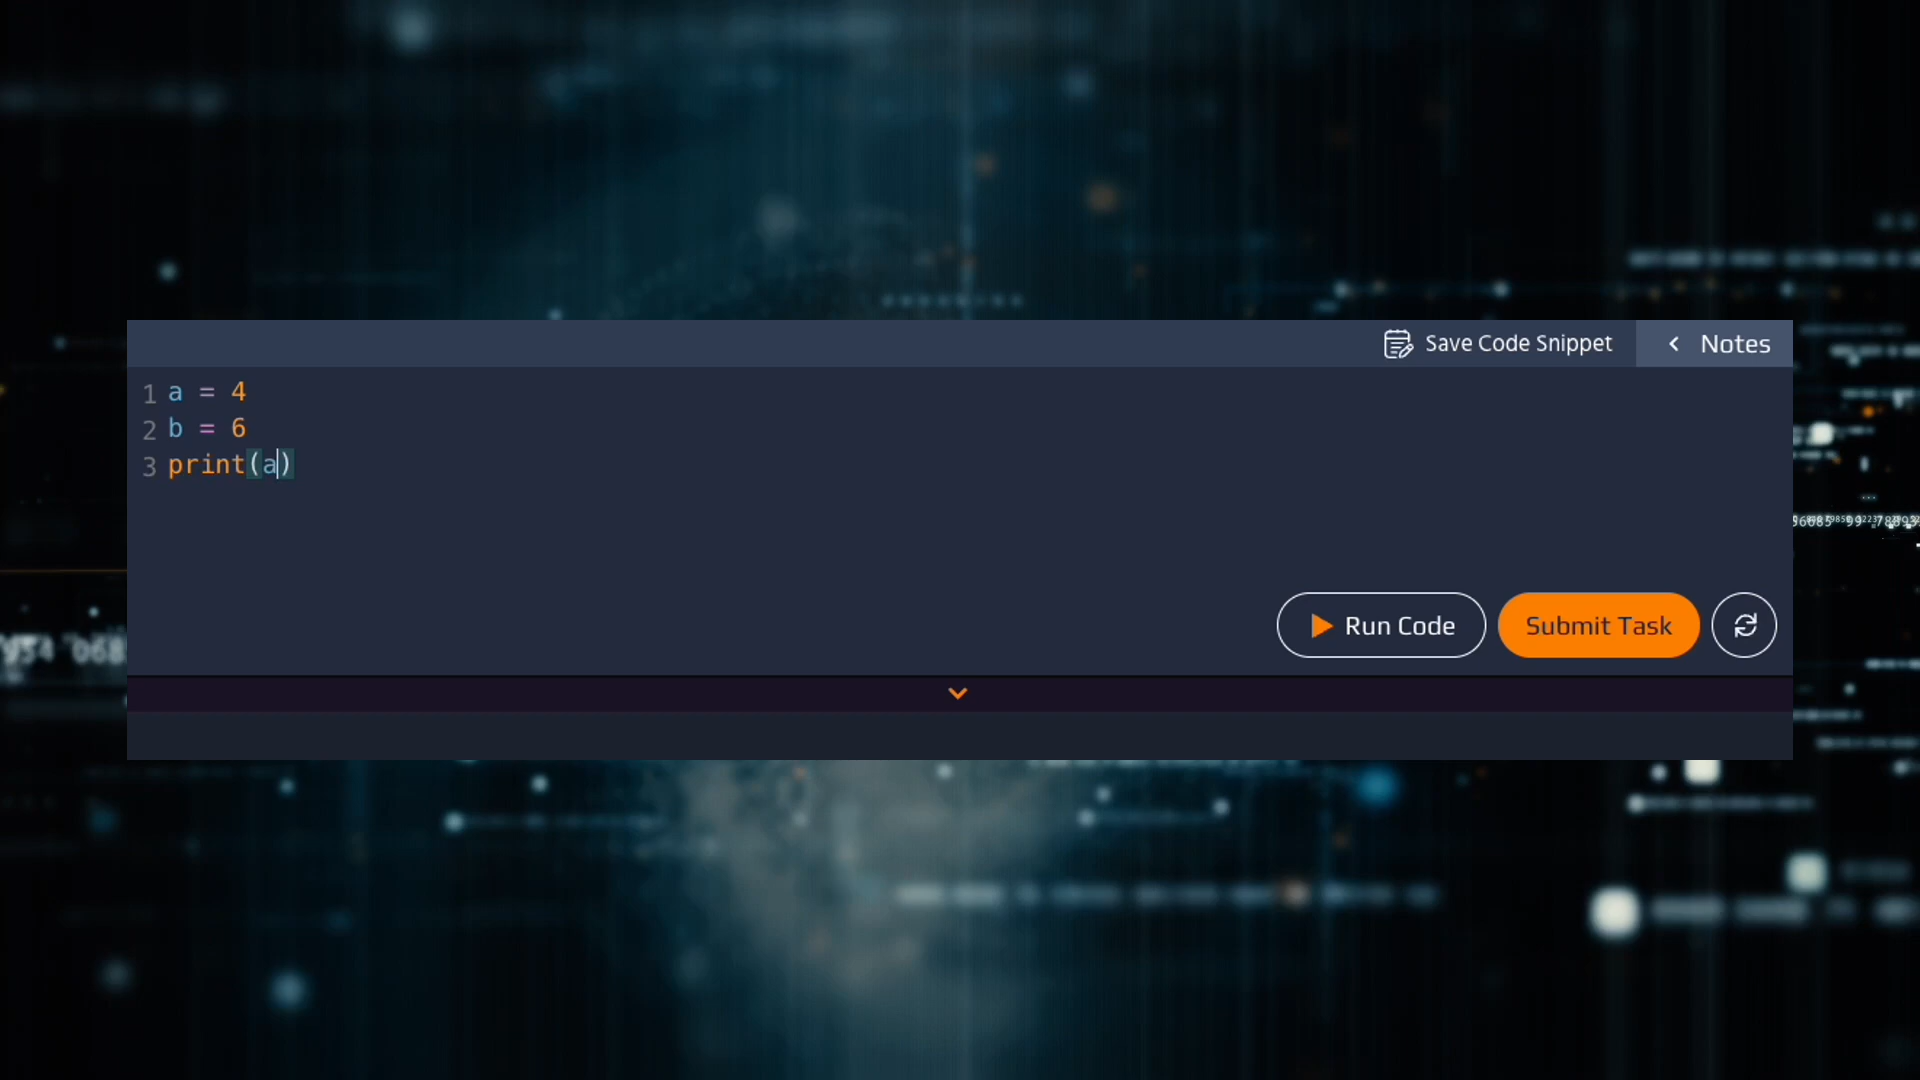 Save Code Snippet
Notes
1 a = 4
2 b = 6
3 print(a)
Run Code
Submit Task